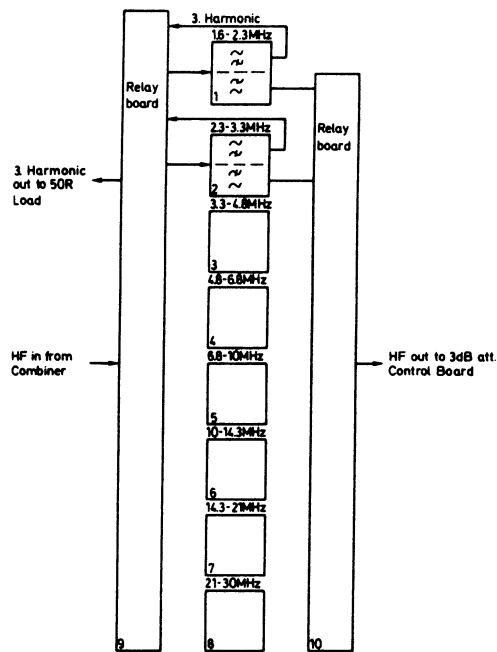 3. Harmonic
1.6-2.3MHz
Relay
board
1
2.3-3.3MHz
Relay
board
3. Harmonic
out to 50R
Load
2
3.3-4.8MHz
3
4.8-6.8MHz
4
HF in from
Combiner
6.8-10MHz
HF out to 3dB att.
Control Board
5
10-14.3MHz
6
14.3-21MHz
7
21-30MHz
9
8
10